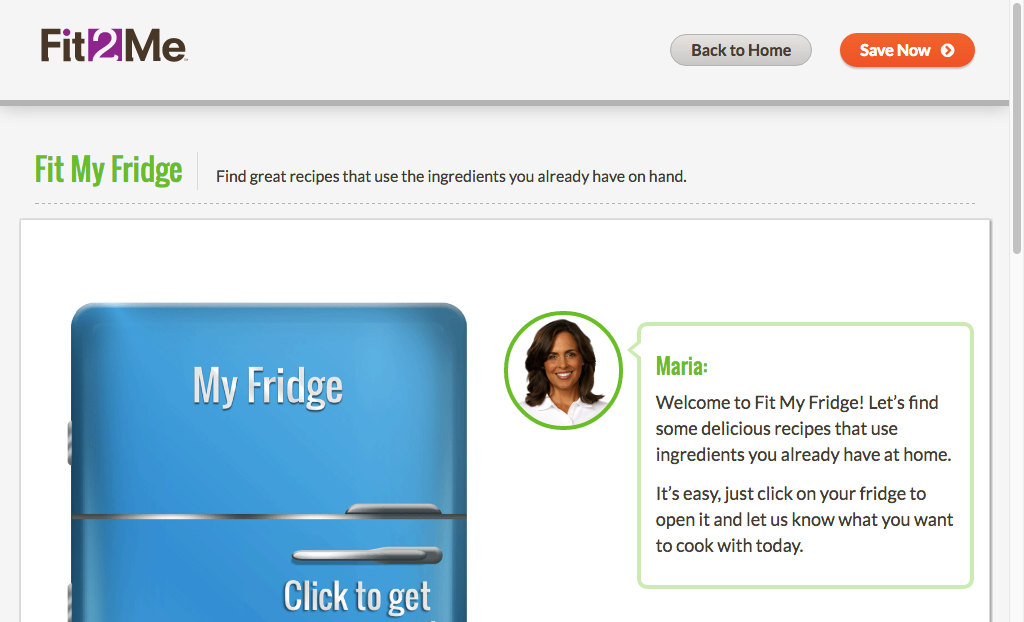 Fit2Me
Back to Home
Save Now
Fit My Fridge
Find great recipes that use the ingredients you already have on hand.
My Fridge
Click to get
Maria:
Welcome to Fit My Fridge! Let’s find
some delicious recipes that use
ingredients you already have at home.
It’s easy, just click on your fridge to
open it and let us know what you want
to cook with today.